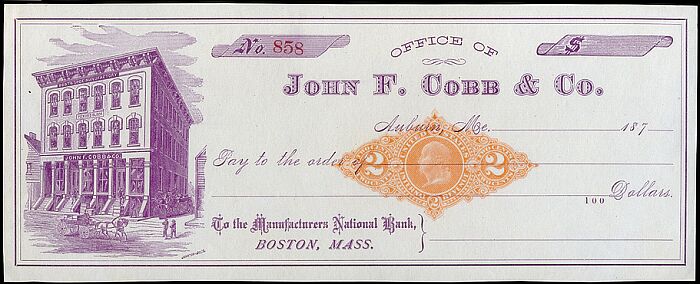 No. 858
$
OFFICE OF
JOHN F. COBB & CO.
Auburn, Me. 187
Pay to the order of
2 2
2
100 Dollars.
To the Manufacturers National Bank,
BOSTON, MASS.
JOHN F. COBB & CO.